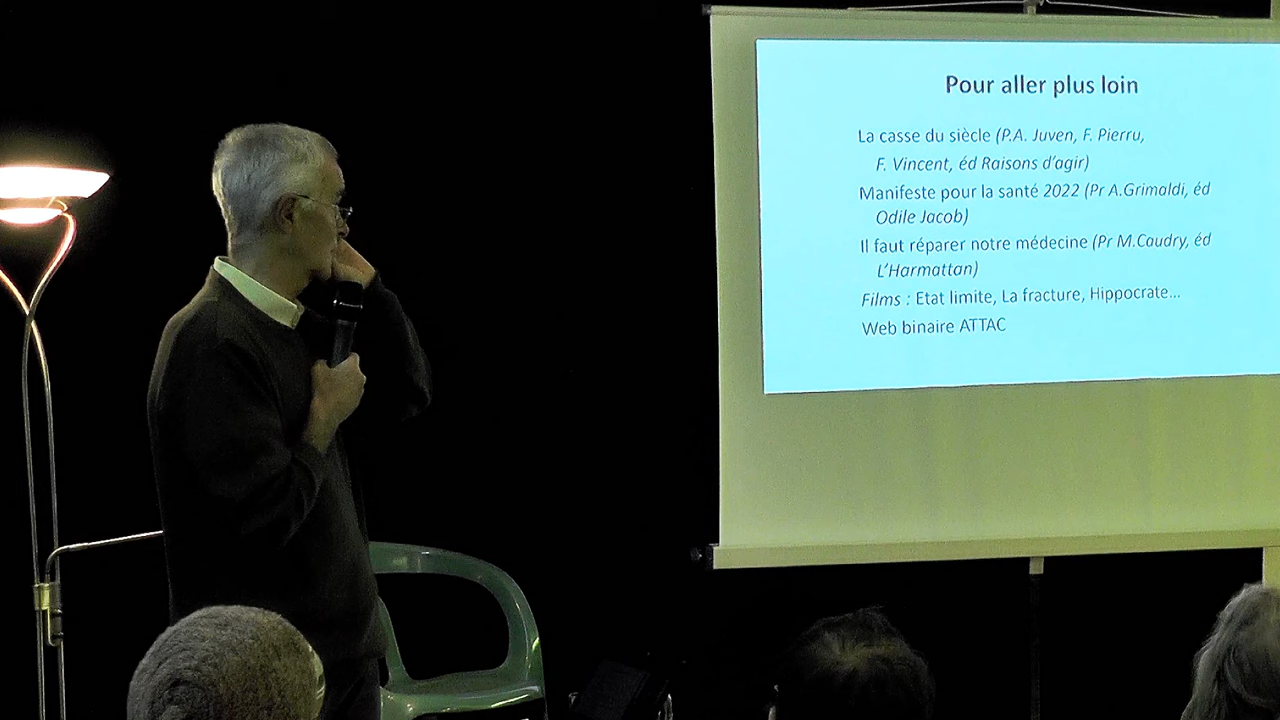 Pour aller plus loin
La casse du siècle (P.A. Juven, F. Pierru,
F. Vincent, éd Raisons d'agir)
Manifeste pour la santé 2022 (Pr A.Grimaldi, éd
Odile Jacob)
Il faut réparer notre médecine (Pr M.Caudry, éd
L'Harmattan)
Films : Etat limite, La fracture, Hippocrate...
Web binaire ATTAC